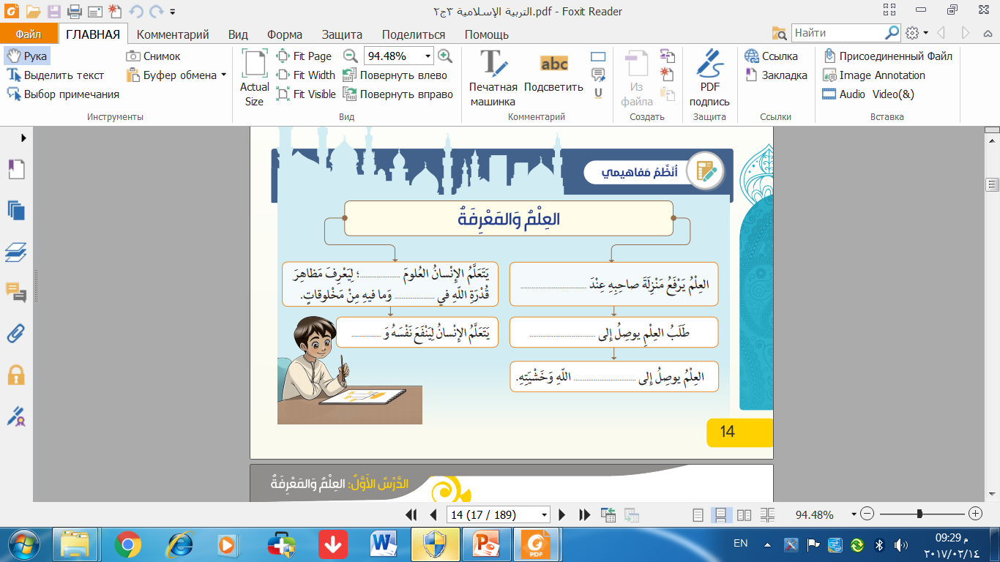 التربية الإسلامية ٣ج٢.pdf - Foxit Reader
Файл ГЛАВНАЯ Комментарий Вид Форма Защита Поделиться Помощь Найти
Рука
Выделить текст
Выбор примечания
Инструменты
Снимок
Буфер обмена
Actual Size
Fit Page
Fit Width
Fit Visible
94.48%
Повернуть влево
Повернуть вправо
Вид
Печатная машинка
abc
Подсветить
U
Комментарий
Из файла
Создать
PDF подпись
Защита
Ссылка
Закладка
Ссылки
Присоединенный Файл
Image Annotation
Audio Video(&)
Вставка
أُنَظِّمُ مَفاهيمي
العِلْمُ وَالمَعْرِفَةُ
العِلْمُ يَرْفَعُ مَنْزِلَةَ صاحِبِهِ عِنْدَ ..............................
طَلَبُ العِلْمِ يوصِلُ إِلى ..............................
العِلْمُ يوصِلُ إِلى .............................. اللّهِ وَخَشْيَتِهِ.
يَتَعَلَّمُ الإِنْسانُ العُلومَ ....................؛ لِيَعْرِفَ مَظاهِرَ
قُدْرَةِ اللّهِ في .................... وَما فيهِ مِنْ مَخْلوقاتٍ.
يَتَعَلَّمُ الإِنْسانُ لِيَنْفَعَ نَفْسَهُ وَ ...............
14
الدَّرْسُ الأَوَّلُ: العِلْمُ وَالمَعْرِفَةُ
14 (17 / 189)
94.48%
EN
09:29 م
٢٠١٧/٠٢/١٤